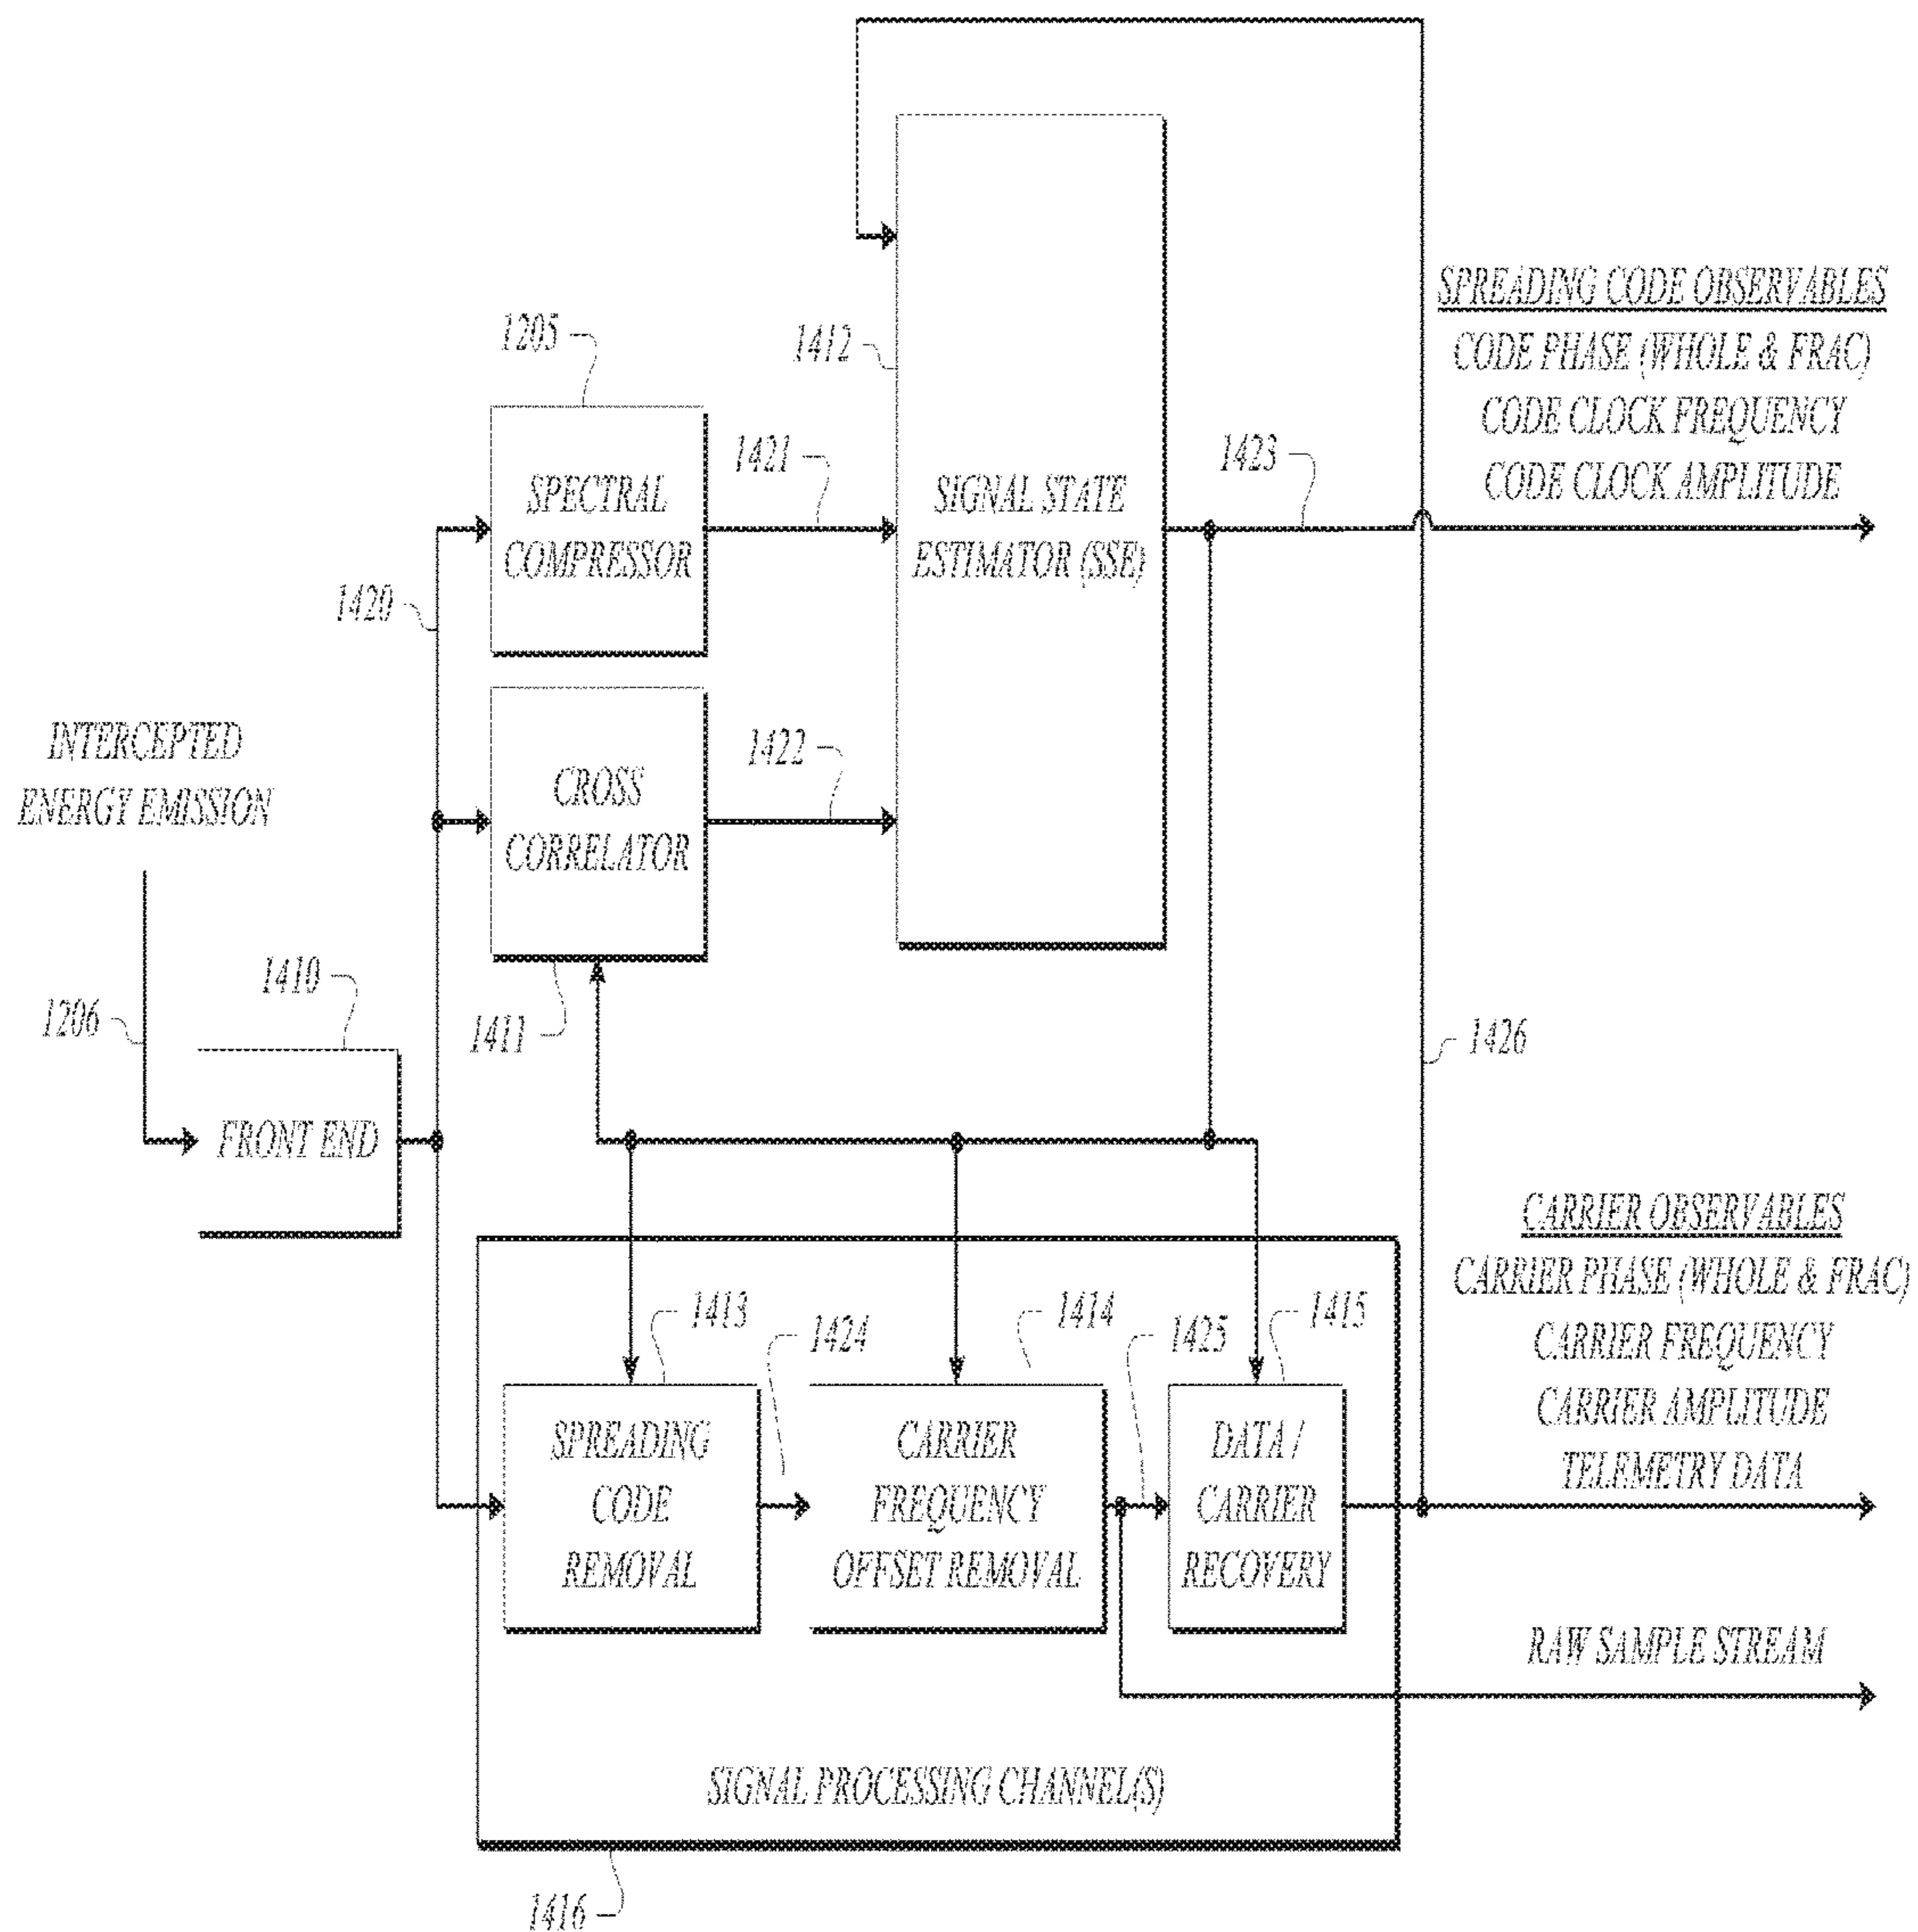 1205
SPECTRAL
COMPRESSOR
1412
SIGNAL STATE
ESTIMATOR (SSE)
1421
1423
SPREADING CODE OBSERVABLES
CODE PHASE (WHOLE & FRAC)
CODE CLOCK FREQUENCY
CODE CLOCK AMPLITUDE
1420
INTERCEPTED
ENERGY EMISSION
CROSS
CORRELATOR
1422
1206
1410
FRONT END
1411
1426
CARRIER OBSERVABLES
CARRIER PHASE (WHOLE & FRAC)
CARRIER FREQUENCY
CARRIER AMPLITUDE
TELEMETRY DATA
RAW SAMPLE STREAM
1413
1424
1414
1425
1415
SPREADING
CODE
REMOVAL
CARRIER
FREQUENCY
OFFSET REMOVAL
DATA /
CARRIER
RECOVERY
SIGNAL PROCESSING CHANNEL(S)
1416